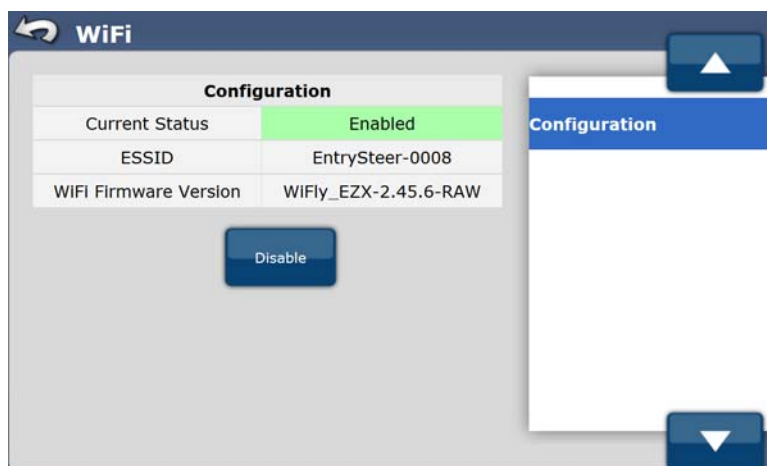 WiFi
Configuration
Current Status Enabled
ESSID EntrySteer-0008
WiFi Firmware Version WiFly_EZX-2.45.6-RAW
Disable
Configuration